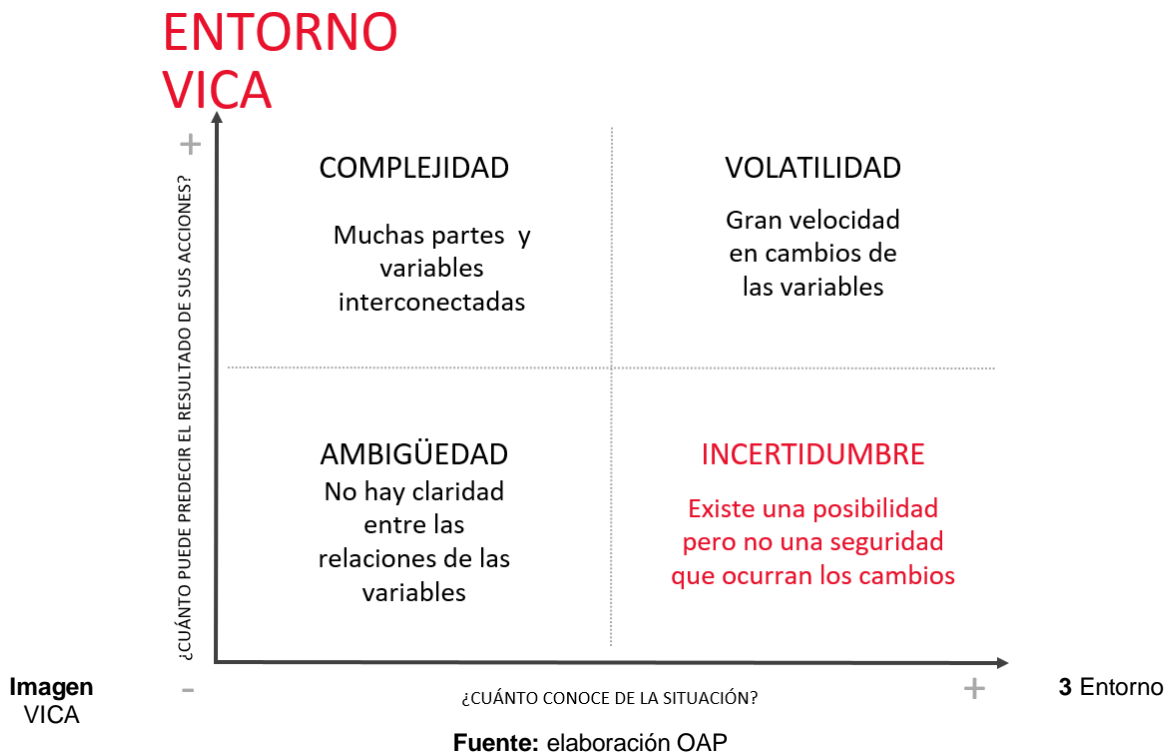 ENTORNO
VICA
+
¿CUÁNTO PUEDE PREDECIR EL RESULTADO DE SUS ACCIONES?
COMPLEJIDAD
Muchas partes y
variables
interconectadas
VOLATILIDAD
Gran velocidad
en cambios de
las variables
AMBIGÜEDAD
No hay claridad
entre las
relaciones de las
variables
INCERTIDUMBRE
Existe una posibilidad
pero no una seguridad
que ocurran los cambios
-
¿CUÁNTO CONOCE DE LA SITUACIÓN?
+
Imagen 3 Entorno
VICA
Fuente: elaboración OAP